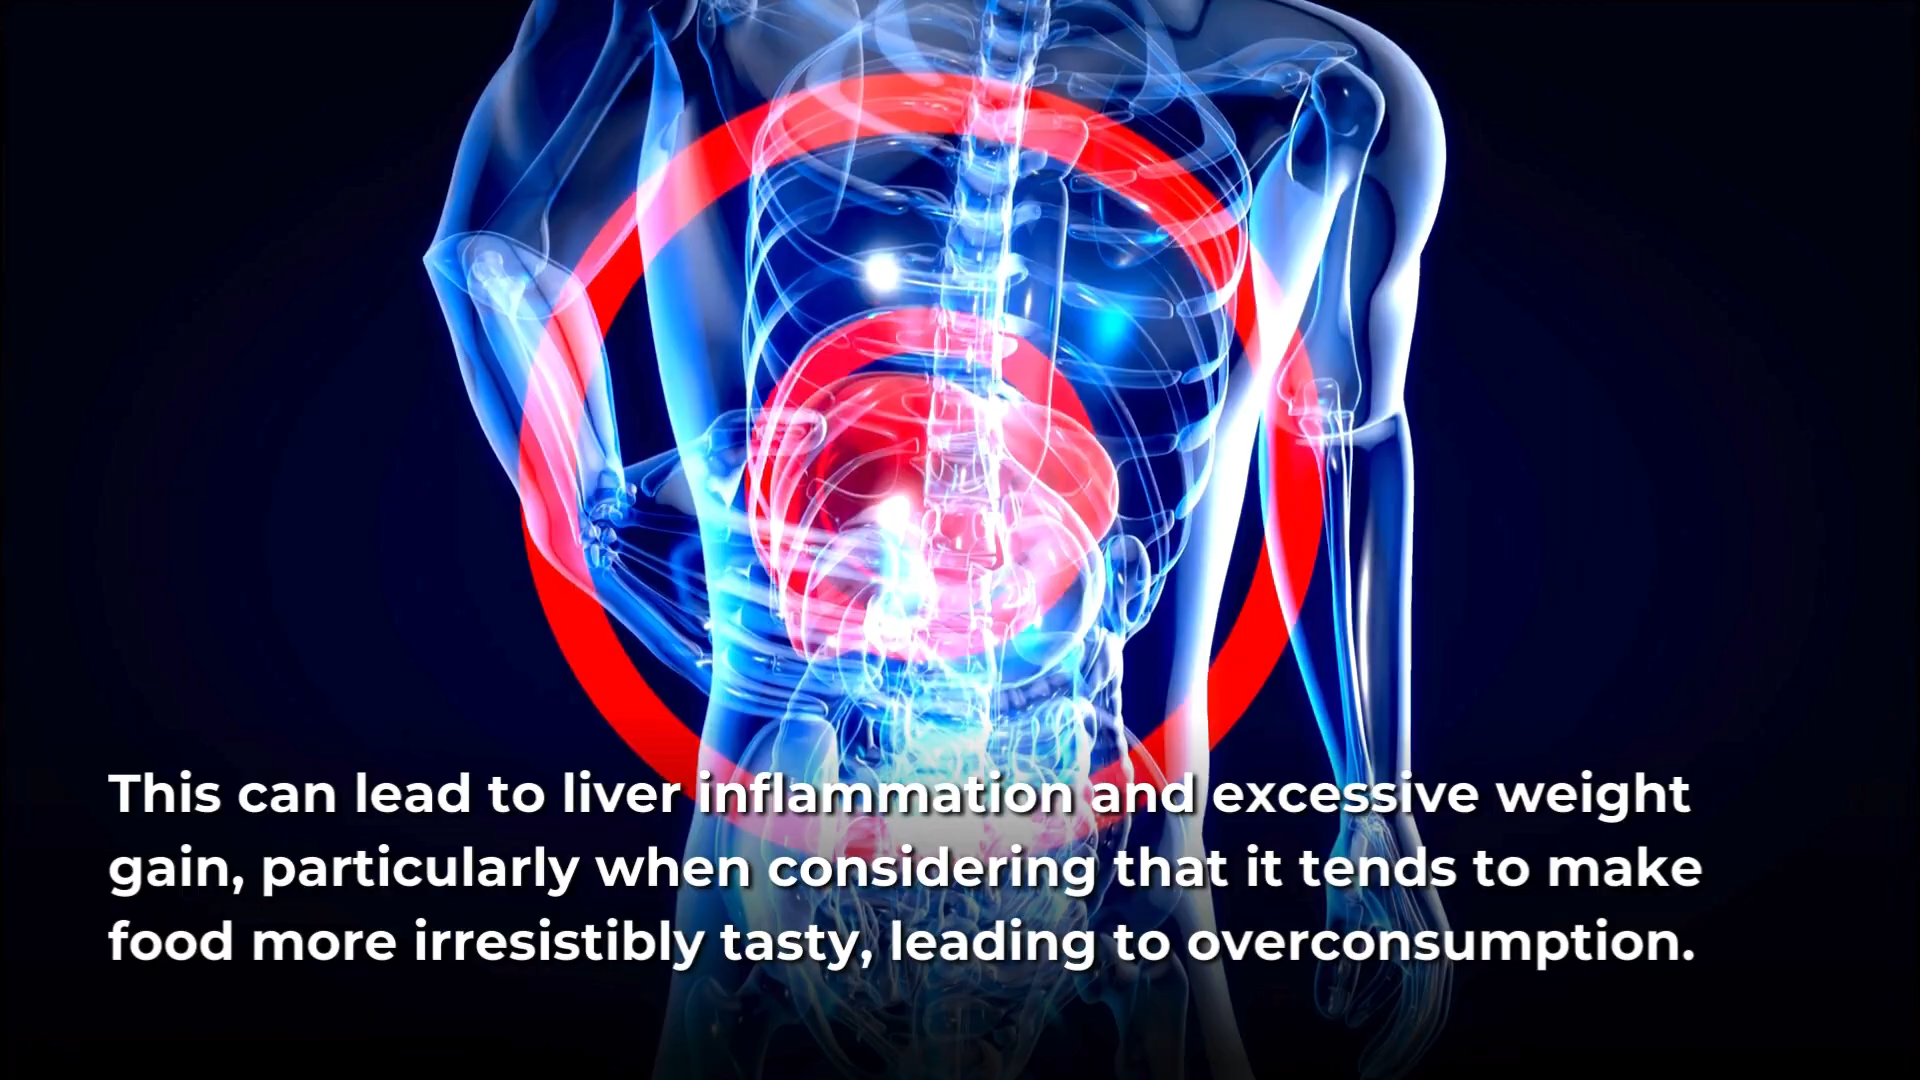 This can lead to liver inflammation and excessive weight
gain, particularly when considering that it tends to make
food more irresistibly tasty, leading to overconsumption.